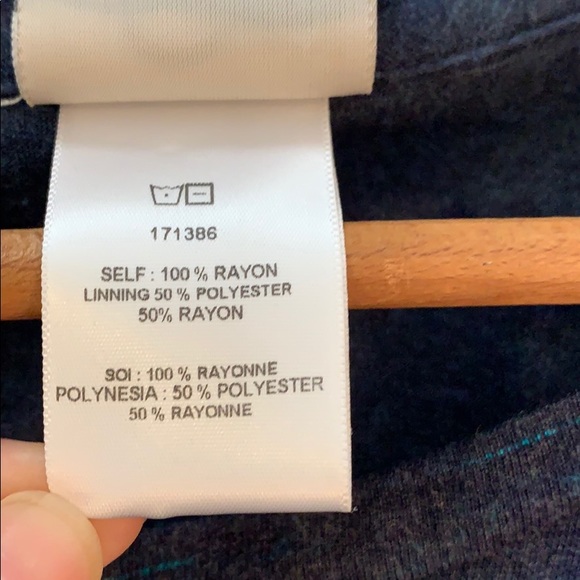 171386
SELF : 100 % RAYON
LINNING 50 % POLYESTER
50% RAYON
SOI : 100 % RAYONNE
POLYNESIA : 50 % POLYESTER
50 % RAYONNE